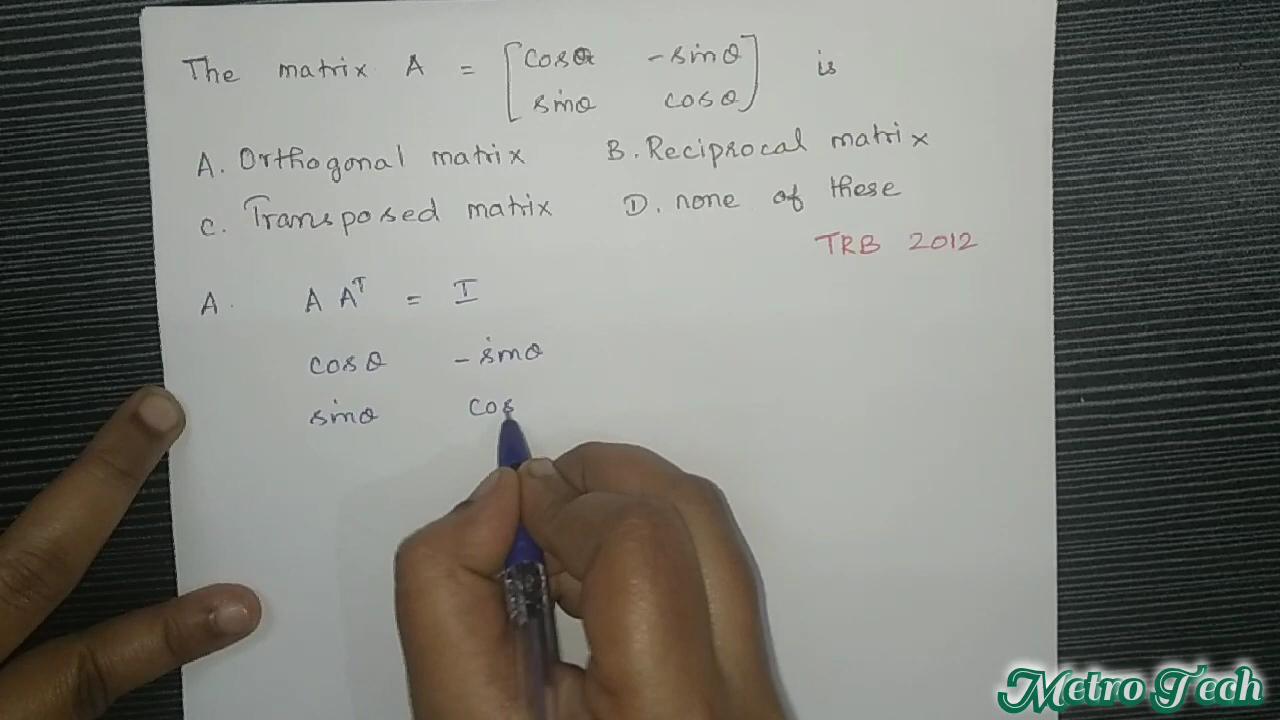 The matrix A = [cosθ -sinθ] is
[sinθ cosθ]
A. Orthogonal matrix B. Reciprocal matrix
C. Transposed matrix D. none of these
TRB 2012
A. A Aᵀ = I
cosθ -sinθ
sinθ cos
Metro Tech